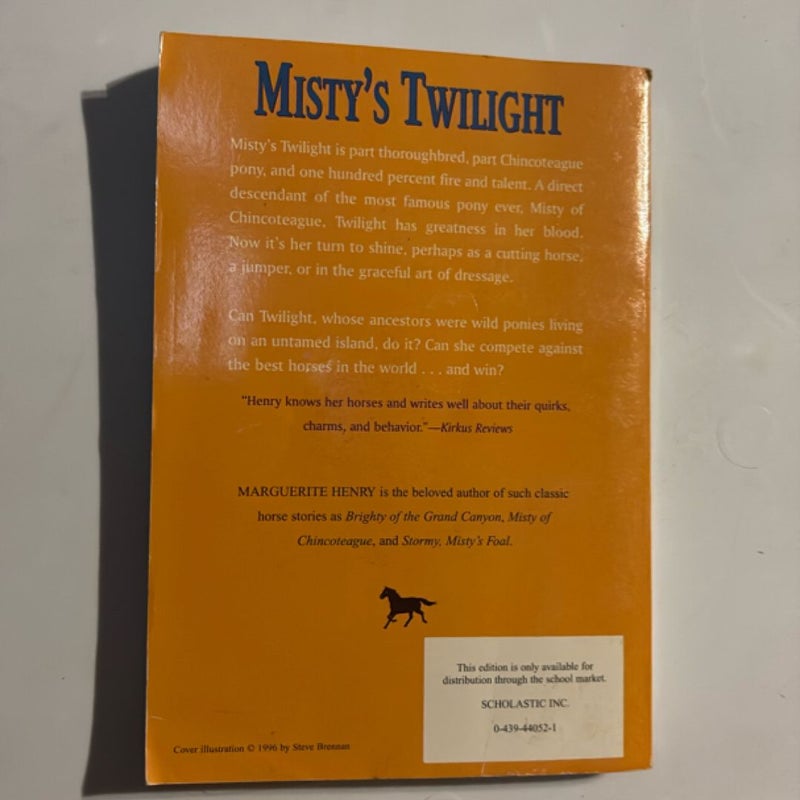 MISTY'S TWILIGHT
Misty's Twilight is part thoroughbred, part Chincoteague
pony, and one hundred percent fire and talent. A direct
descendant of the most famous pony ever, Misty of
Chincoteague, Twilight has greatness in her blood.
Now it's her turn to shine, perhaps as a cutting horse,
a jumper, or in the graceful art of dressage.
Can Twilight, whose ancestors were wild ponies living
on an untamed island, do it? Can she compete against
the best horses in the world . . . and win?
"Henry knows her horses and writes well about their quirks,
charms, and behavior."—Kirkus Reviews
MARGUERITE HENRY is the beloved author of such classic
horse stories as Brighty of the Grand Canyon, Misty of
Chincoteague, and Stormy, Misty's Foal.
This edition is only available for
distribution through the school market.
SCHOLASTIC INC.
0-439-44052-1
Cover illustration © 1996 by Steve Brennan